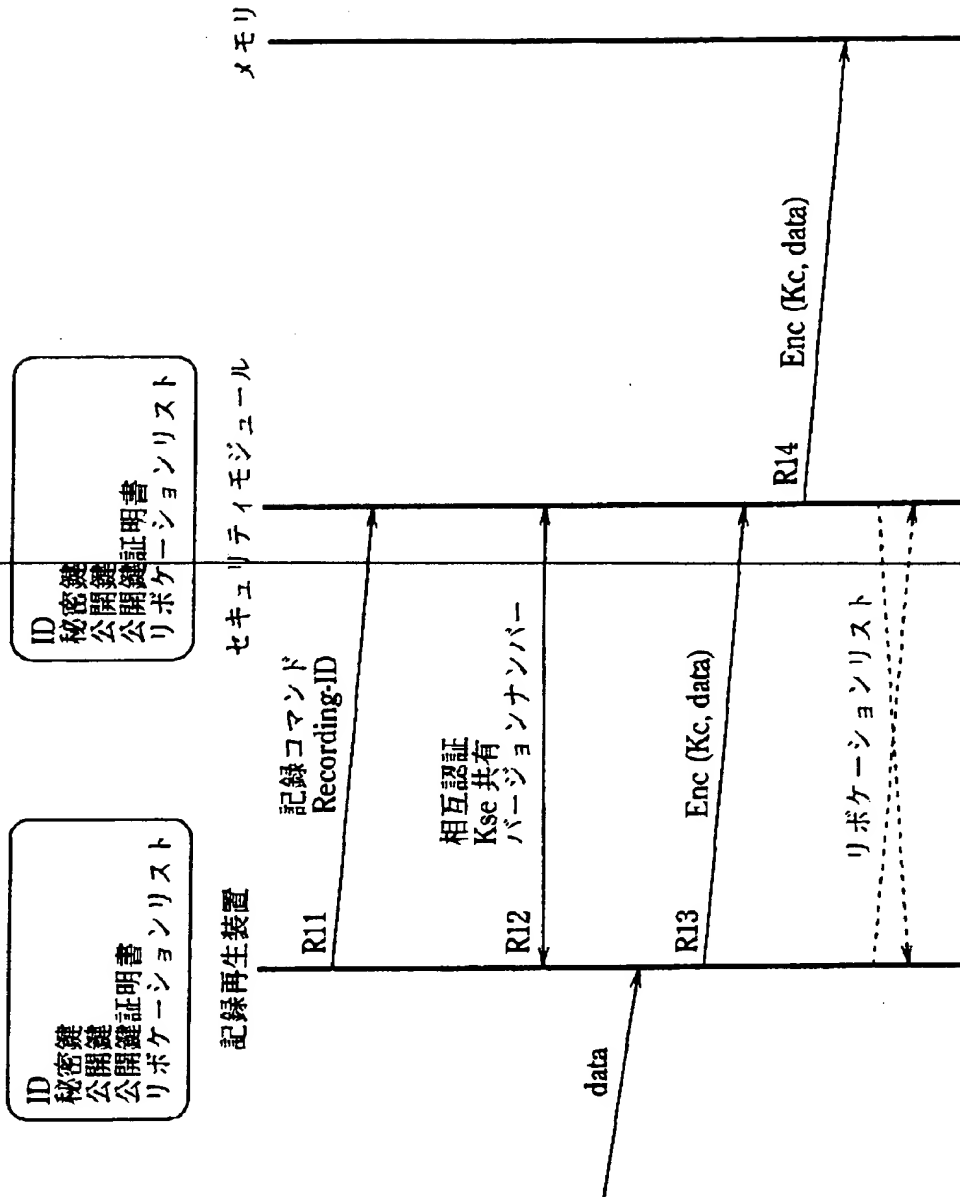 ID
秘密鍵
公開鍵
公開鍵証明書
リボケーションリスト
ID
秘密鍵
公開鍵
公開鍵証明書
リボケーションリスト
記録再生装置
セキュリティモジュール
メモリ
R11
記録コマンド
Recording-ID
R12
相互認証
Kse 共有
バージョンナンバー
data
R13
Enc (Kc, data)
R14
Enc (Kc, data)
リボケーションリスト